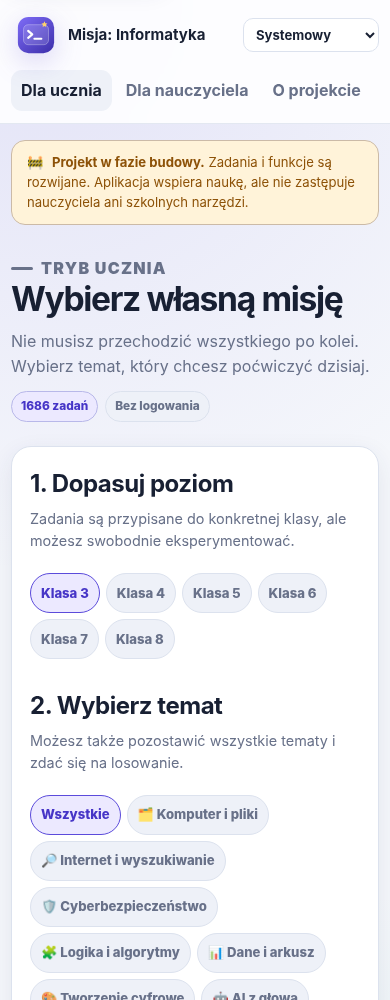 Misja: Informatyka
Systemowy
Dla ucznia
Dla nauczyciela
O projekcie
🚧 Projekt w fazie budowy. Zadania i funkcje są
rozwijane. Aplikacja wspiera naukę, ale nie zastępuje
nauczyciela ani szkolnych narzędzi.
TRYB UCZNIA
Wybierz własną misję
Nie musisz przechodzić wszystkiego po kolei.
Wybierz temat, który chcesz poćwiczyć dzisiaj.
1686 zadań
Bez logowania
1. Dopasuj poziom
Zadania są przypisane do konkretnej klasy, ale
możesz swobodnie eksperymentować.
Klasa 3
Klasa 4
Klasa 5
Klasa 6
Klasa 7
Klasa 8
2. Wybierz temat
Możesz także pozostawić wszystkie tematy i
zdać się na losowanie.
Wszystkie
🗂️ Komputer i pliki
🔎 Internet i wyszukiwanie
🛡️ Cyberbezpieczeństwo
🧩 Logika i algorytmy
📊 Dane i arkusz
🎨 Tworzenie cyfrowe
🤖 AI z głową